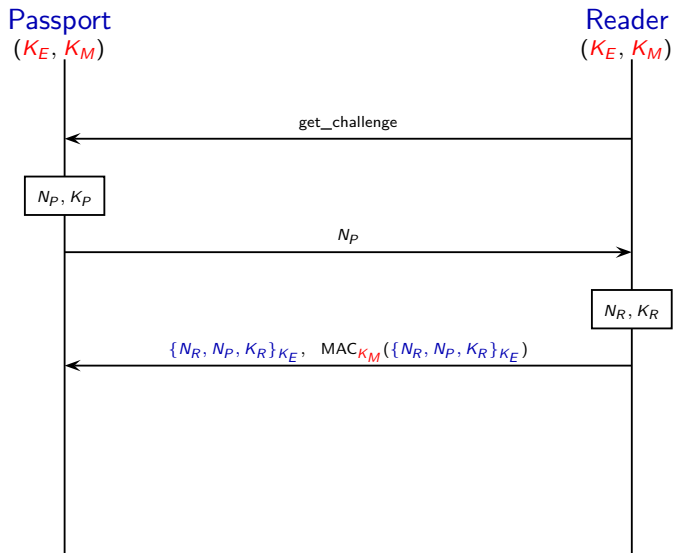 Passport Reader
(K_E, K_M) (K_E, K_M)
get_challenge
N_P, K_P
N_P
N_R, K_R
{N_R, N_P, K_R}_{K_E}, MAC_{K_M}({N_R, N_P, K_R}_{K_E})